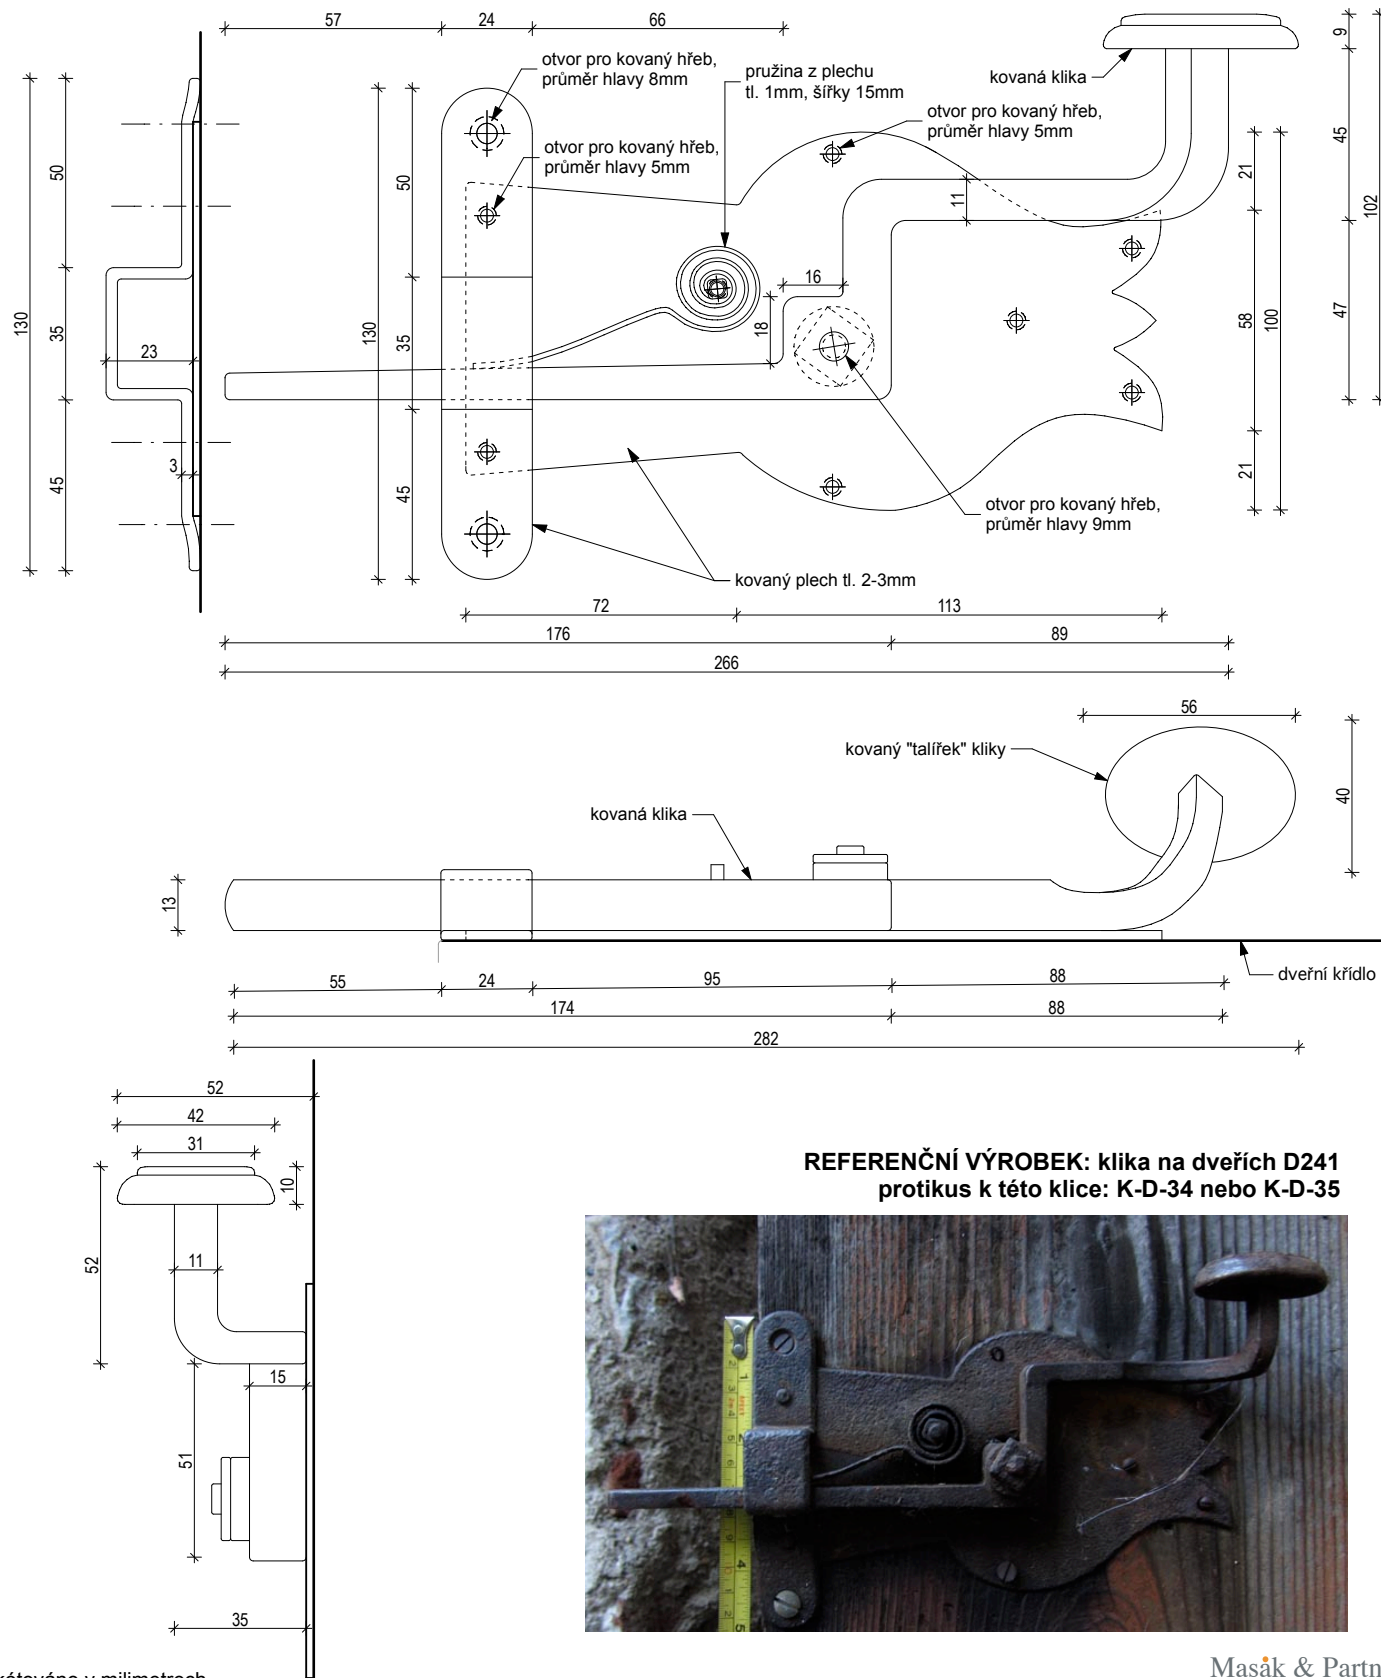 57
24
66
9
otvor pro kovaný hřeb,
průměr hlavy 8mm
pružina z plechu
tl. 1mm, šířky 15mm
kovaná klika
otvor pro kovaný hřeb,
průměr hlavy 5mm
otvor pro kovaný hřeb,
průměr hlavy 5mm
50
50
21
45
102
11
16
130
35
23
130
35
18
58
100
47
3
45
45
21
otvor pro kovaný hřeb,
průměr hlavy 9mm
kovaný plech tl. 2-3mm
72
113
176
89
266
56
kovaný "talířek" kliky
40
kovaná klika
13
dveřní křídlo
55
24
95
88
174
88
282
52
42
31
10
52
11
15
51
35
REFERENČNÍ VÝROBEK: klika na dveřích D241
protikus k této klice: K-D-34 nebo K-D-35
Masák & Partn